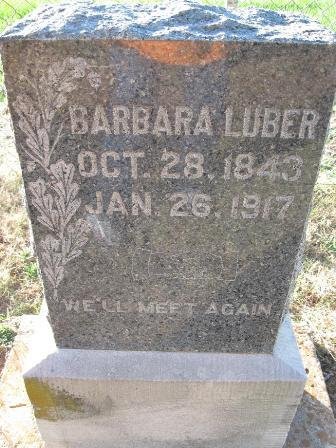 BARBARA LUBER
OCT. 28, 1843
JAN. 26, 1917
WE'LL MEET AGAIN